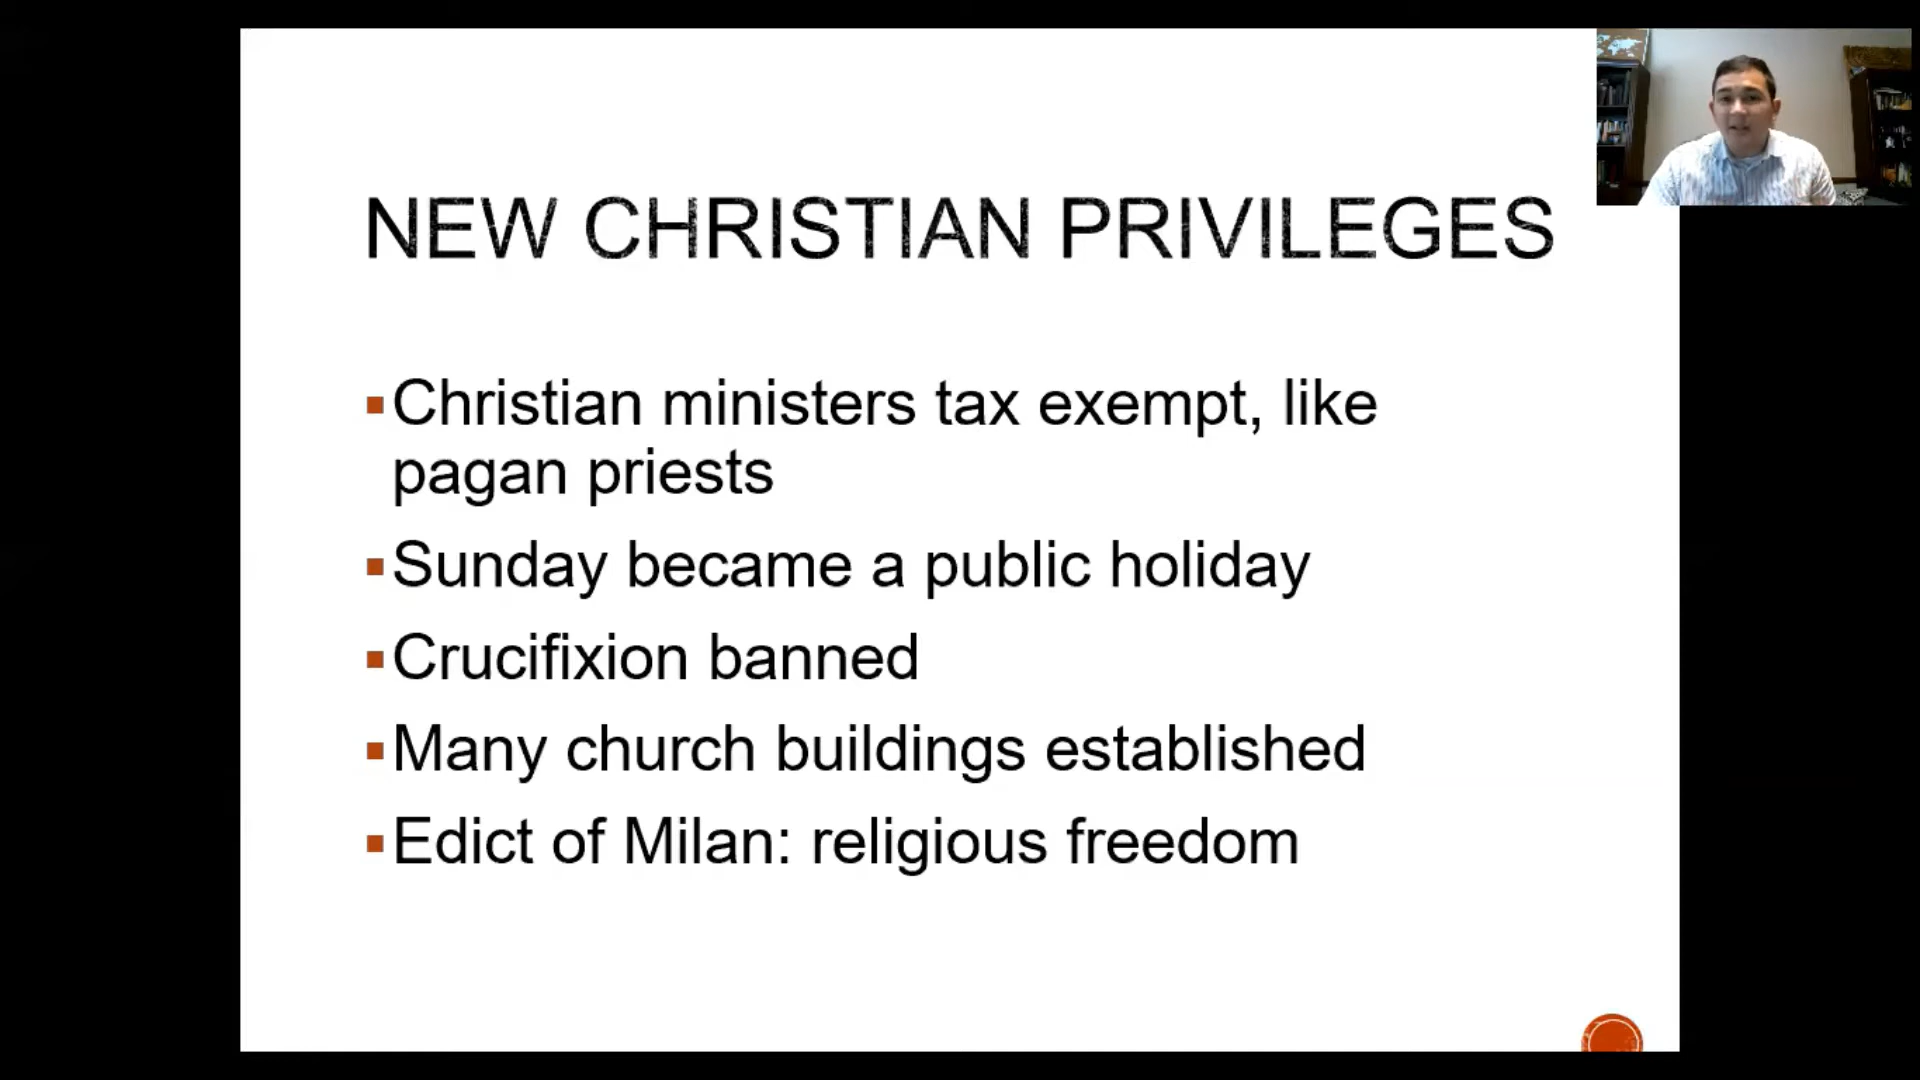 NEW CHRISTIAN PRIVILEGES
Christian ministers tax exempt, like
pagan priests
Sunday became a public holiday
Crucifixion banned
Many church buildings established
Edict of Milan: religious freedom